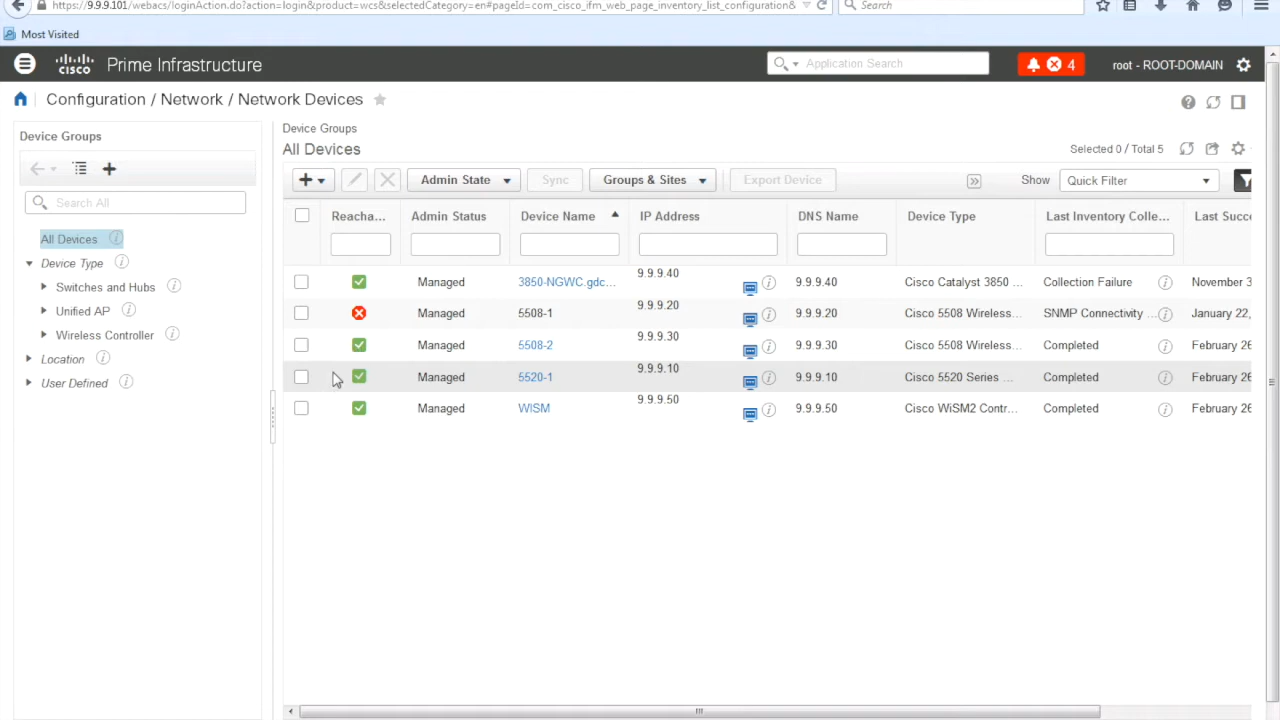 https://9.9.9.101/webacs/loginAction.do?action=login&product=wcs&selectedCategory=en#pageId=com_cisco_ifm_web_page_inventory_list_configuration&
Search
Most Visited
CISCO Prime Infrastructure
Application Search
4
root - ROOT-DOMAIN
Configuration / Network / Network Devices
Device Groups
Search All
All Devices
Device Type
Switches and Hubs
Unified AP
Wireless Controller
Location
User Defined
Device Groups
All Devices
Selected 0 / Total 5
Admin State
Sync
Groups & Sites
Export Device
Show
Quick Filter
Reacha... Admin Status Device Name IP Address DNS Name Device Type Last Inventory Colle... Last Succ
Managed 3850-NGWC.gdc... 9.9.9.40 9.9.9.40 Cisco Catalyst 3850 ... Collection Failure November 3
Managed 5508-1 9.9.9.20 9.9.9.20 Cisco 5508 Wireless... SNMP Connectivity ... January 22,
Managed 5508-2 9.9.9.30 9.9.9.30 Cisco 5508 Wireless... Completed February 26
Managed 5520-1 9.9.9.10 9.9.9.10 Cisco 5520 Series ... Completed February 26
Managed WISM 9.9.9.50 9.9.9.50 Cisco WiSM2 Contr... Completed February 26